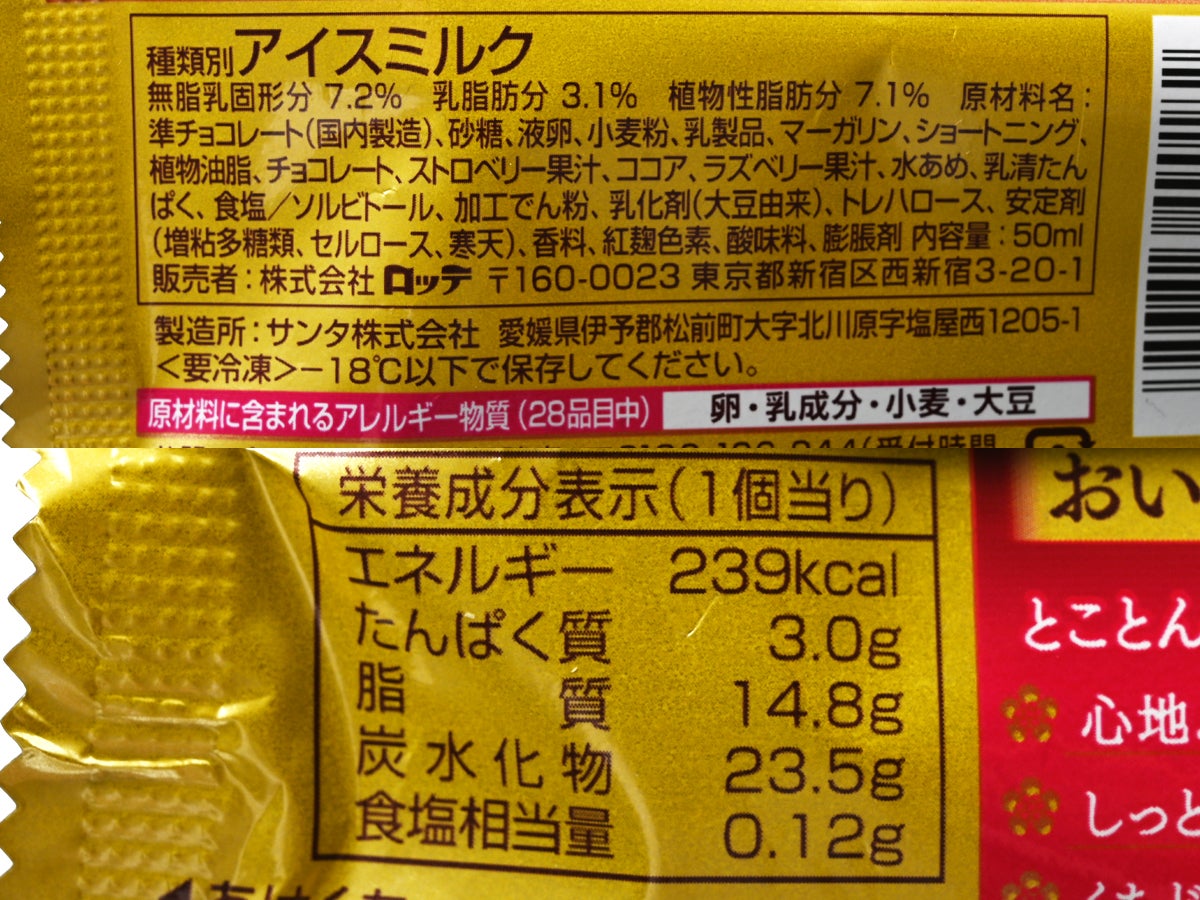 種類別アイスミルク
無脂乳固形分 7.2% 乳脂肪分 3.1% 植物性脂肪分 7.1% 原材料名:
準チョコレート(国内製造)、砂糖、液卵、小麦粉、乳製品、マーガリン、ショートニング、
植物油脂、チョコレート、ストロベリー果汁、ココア、ラズベリー果汁、水あめ、乳清たん
ぱく、食塩/ソルビトール、加工でん粉、乳化剤(大豆由来)、トレハロース、安定剤
(増粘多糖類、セルロース、寒天)、香料、紅麹色素、酸味料、膨脹剤 内容量:50ml
販売者:株式会社 ロッテ 〒160-0023 東京都新宿区西新宿3-20-1
製造所:サンタ株式会社 愛媛県伊予郡松前町大字北川原字塩屋西1205-1
<要冷凍>-18℃以下で保存してください。
原材料に含まれるアレルギー物質(28品目中) 卵・乳成分・小麦・大豆
栄養成分表示(1個当り)
エネルギー 239kcal
たんぱく質 3.0g
脂質 14.8g
炭水化物 23.5g
食塩相当量 0.12g
おい
とことん
心地
しっと